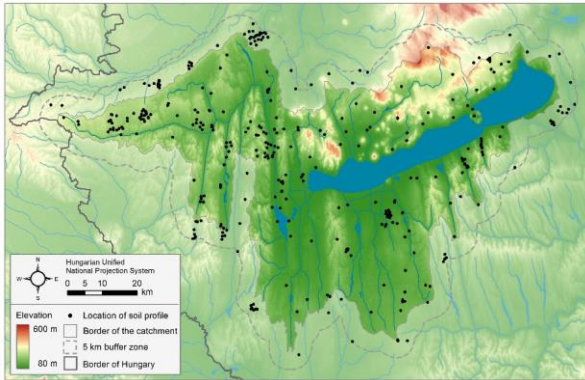 Hungarian Unified
National Projection System
N
W E
S
0 5 10 20
km
Elevation
600 m
80 m
Location of soil profile
Border of the catchment
5 km buffer zone
Border of Hungary